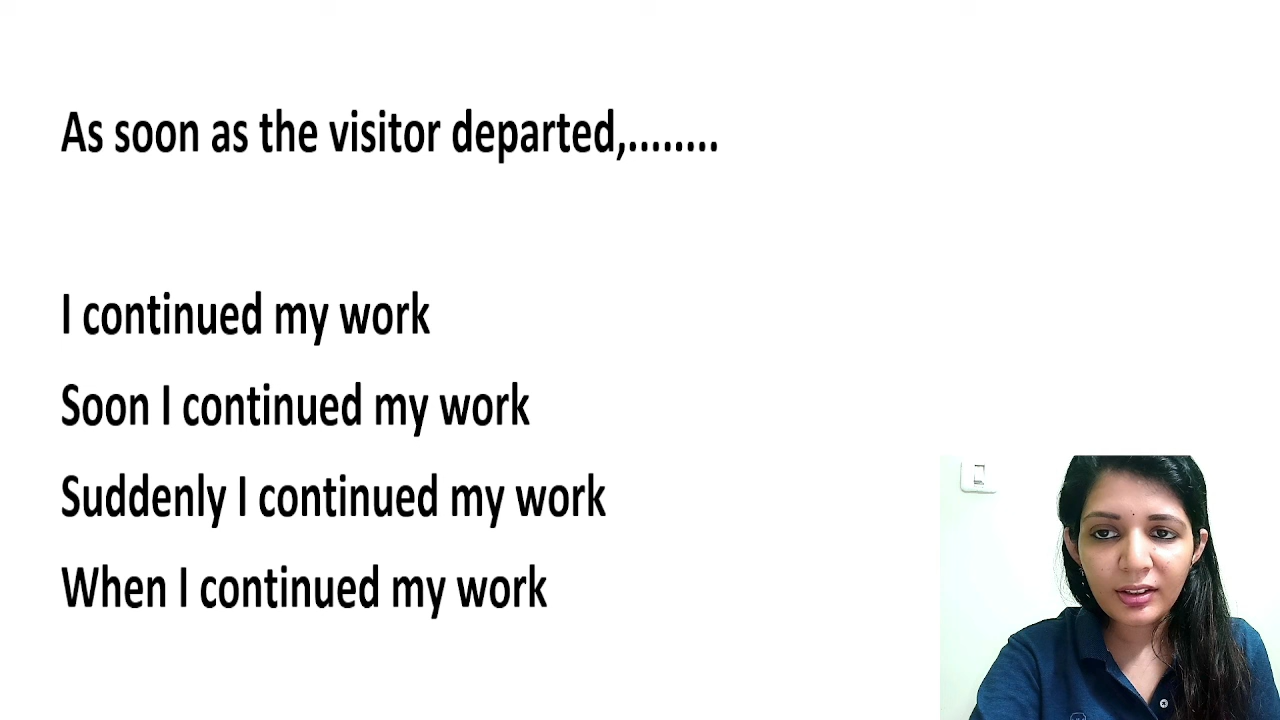 As soon as the visitor departed,........
I continued my work
Soon I continued my work
Suddenly I continued my work
When I continued my work